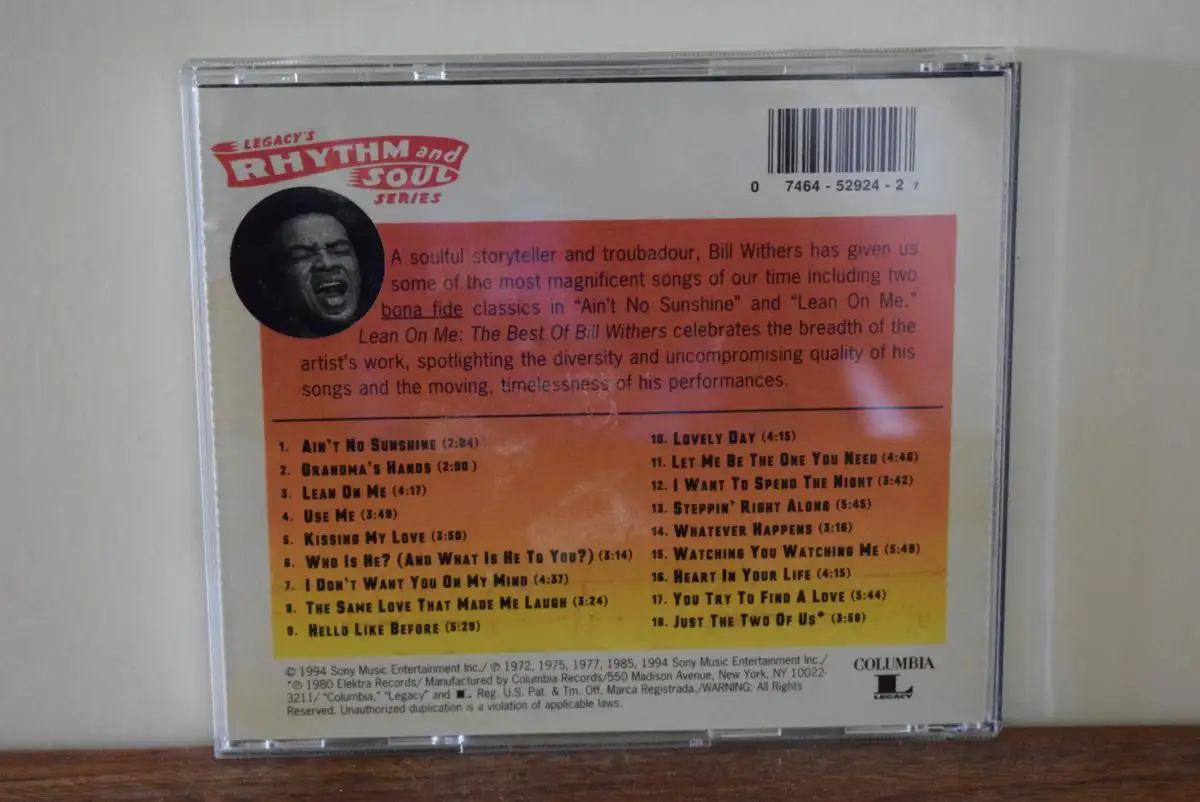 LEGACY'S
RHYTHM and
SOUL
SERIES
0 7464 - 52924 - 2 7
A soulful storyteller and troubadour, Bill Withers has given us
some of the most magnificent songs of our time including two
bona fide classics in “Ain't No Sunshine” and “Lean On Me.”
Lean On Me: The Best Of Bill Withers celebrates the breadth of the
artist's work, spotlighting the diversity and uncompromising quality of his
songs and the moving, timelessness of his performances.
1. AIN'T NO SUNSHINE (2:04)
2. GRANDMA'S HANDS (2:00)
3. LEAN ON ME (4:17)
4. USE ME (3:49)
5. KISSING MY LOVE (3:50)
6. WHO IS HE? (AND WHAT IS HE TO YOU?) (3:14)
7. I DON'T WANT YOU ON MY MIND (4:37)
8. THE SAME LOVE THAT MADE ME LAUGH (3:24)
9. HELLO LIKE BEFORE (5:29)
10. LOVELY DAY (4:15)
11. LET ME BE THE ONE YOU NEED (4:46)
12. I WANT TO SPEND THE NIGHT (3:42)
13. STEPPIN' RIGHT ALONG (5:45)
14. WHATEVER HAPPENS (3:16)
15. WATCHING YOU WATCHING ME (5:49)
16. HEART IN YOUR LIFE (4:15)
17. YOU TRY TO FIND A LOVE (5:44)
18. JUST THE TWO OF US* (3:58)
© 1994 Sony Music Entertainment Inc./ ℗ 1972, 1975, 1977, 1985, 1994 Sony Music Entertainment Inc./
*℗ 1980 Elektra Records/ Manufactured by Columbia Records/550 Madison Avenue, New York, NY 10022-
3211/ “Columbia,” “Legacy” and L Reg. U.S. Pat. & Tm. Off. Marca Registrada./WARNING: All Rights
Reserved. Unauthorized duplication is a violation of applicable laws.
COLUMBIA
L
LEGACY